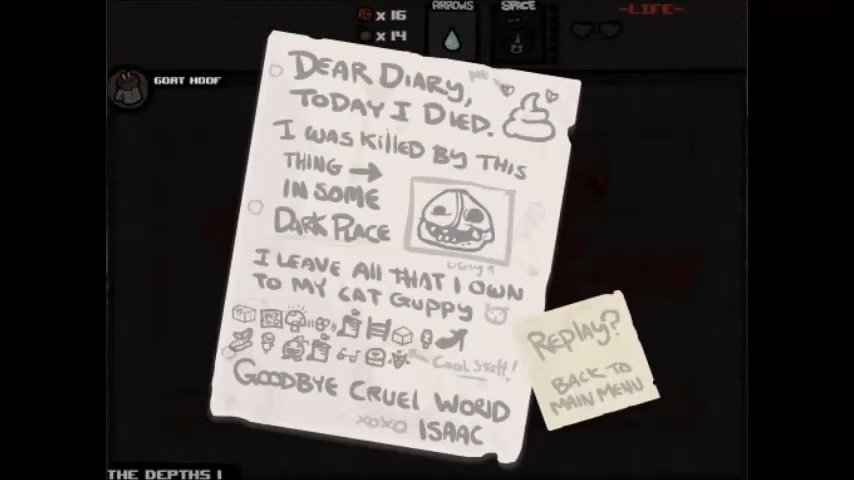 x 16
x 14
ARROWS
SPACE
-LIFE-
GOAT HOOF
DEAR DIARY,
TODAY I DIED.
I WAS KILLED BY THIS
THING →
IN SOME
DARK PLACE
I LEAVE ALL THAT I OWN
TO MY CAT GUPPY
COOL STUFF!
GOODBYE CRUEL WORLD
XOXO ISAAC
REPLAY?
BACK TO
MAIN MENU
THE DEPTHS I